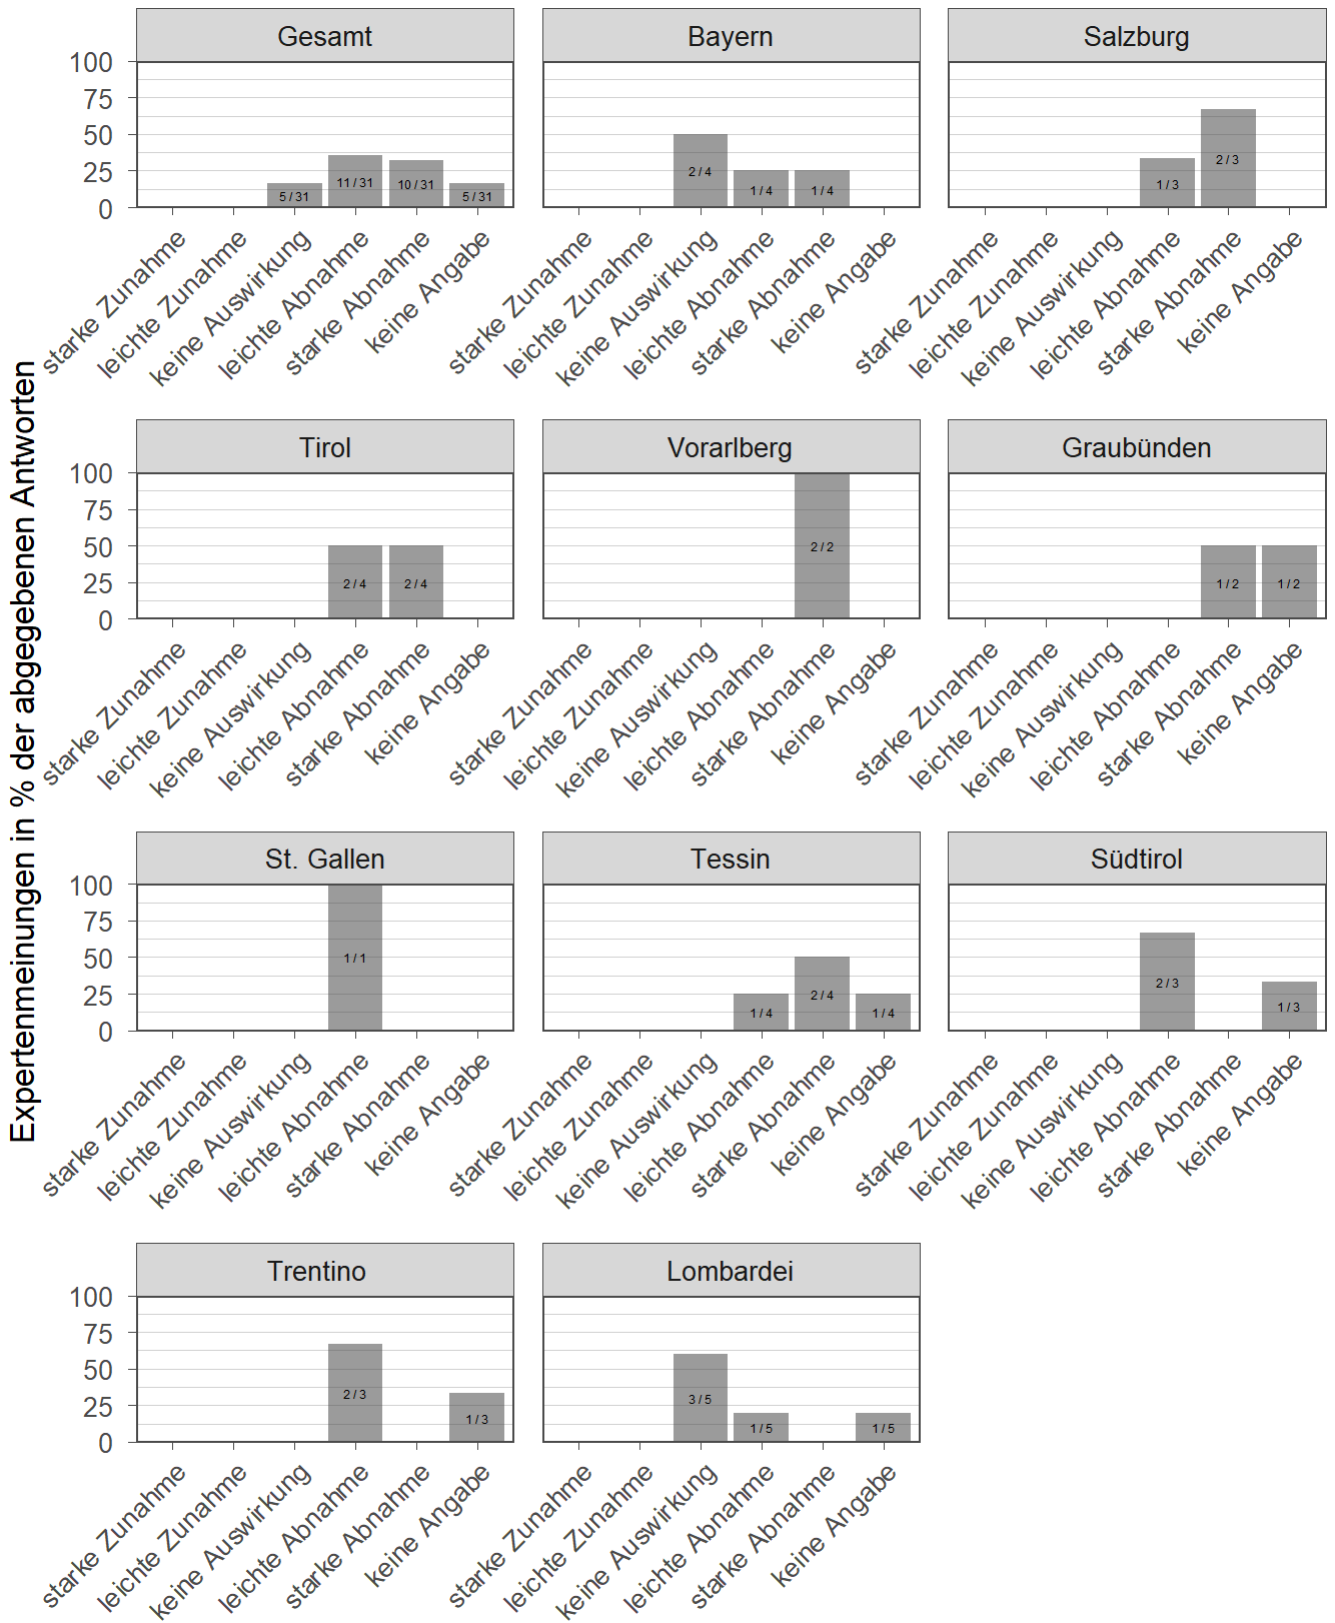 Expertenmeinungen in % der abgegebenen Antworten
Gesamt
100
75
50
25
0
5 / 31
11 / 31
10 / 31
5 / 31
starke Zunahme
leichte Zunahme
keine Auswirkung
leichte Abnahme
starke Abnahme
keine Angabe
Bayern
2 / 4
1 / 4
1 / 4
starke Zunahme
leichte Zunahme
keine Auswirkung
leichte Abnahme
starke Abnahme
keine Angabe
Salzburg
1 / 3
2 / 3
starke Zunahme
leichte Zunahme
keine Auswirkung
leichte Abnahme
starke Abnahme
keine Angabe
Tirol
100
75
50
25
0
2 / 4
2 / 4
starke Zunahme
leichte Zunahme
keine Auswirkung
leichte Abnahme
starke Abnahme
keine Angabe
Vorarlberg
2 / 2
starke Zunahme
leichte Zunahme
keine Auswirkung
leichte Abnahme
starke Abnahme
keine Angabe
Graubünden
1 / 2
1 / 2
starke Zunahme
leichte Zunahme
keine Auswirkung
leichte Abnahme
starke Abnahme
keine Angabe
St. Gallen
100
75
50
25
0
1 / 1
starke Zunahme
leichte Zunahme
keine Auswirkung
leichte Abnahme
starke Abnahme
keine Angabe
Tessin
1 / 4
2 / 4
1 / 4
starke Zunahme
leichte Zunahme
keine Auswirkung
leichte Abnahme
starke Abnahme
keine Angabe
Südtirol
2 / 3
1 / 3
starke Zunahme
leichte Zunahme
keine Auswirkung
leichte Abnahme
starke Abnahme
keine Angabe
Trentino
100
75
50
25
0
2 / 3
1 / 3
starke Zunahme
leichte Zunahme
keine Auswirkung
leichte Abnahme
starke Abnahme
keine Angabe
Lombardei
3 / 5
1 / 5
1 / 5
starke Zunahme
leichte Zunahme
keine Auswirkung
leichte Abnahme
starke Abnahme
keine Angabe